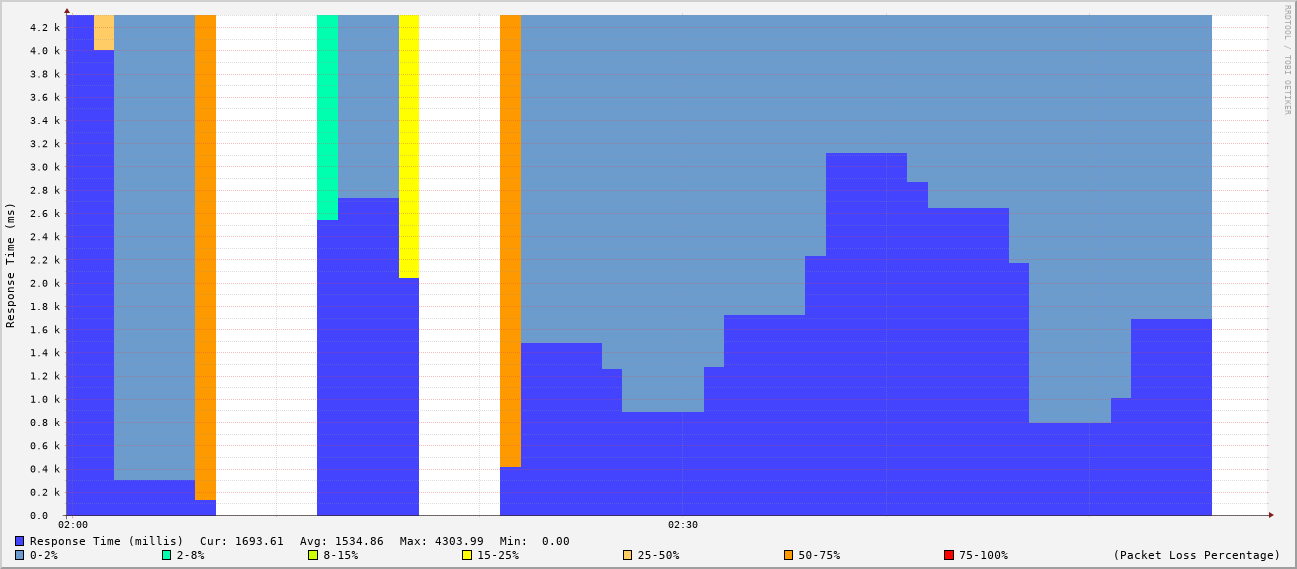 RRDTOOL / TOBI OETIKER
Response Time (ms)
4.2 k
4.0 k
3.8 k
3.6 k
3.4 k
3.2 k
3.0 k
2.8 k
2.6 k
2.4 k
2.2 k
2.0 k
1.8 k
1.6 k
1.4 k
1.2 k
1.0 k
0.8 k
0.6 k
0.4 k
0.2 k
0.0
02:00 02:30
Response Time (millis) Cur: 1693.61 Avg: 1534.86 Max: 4303.99 Min: 0.00
0-2% 2-8% 8-15% 15-25% 25-50% 50-75% 75-100% (Packet Loss Percentage)